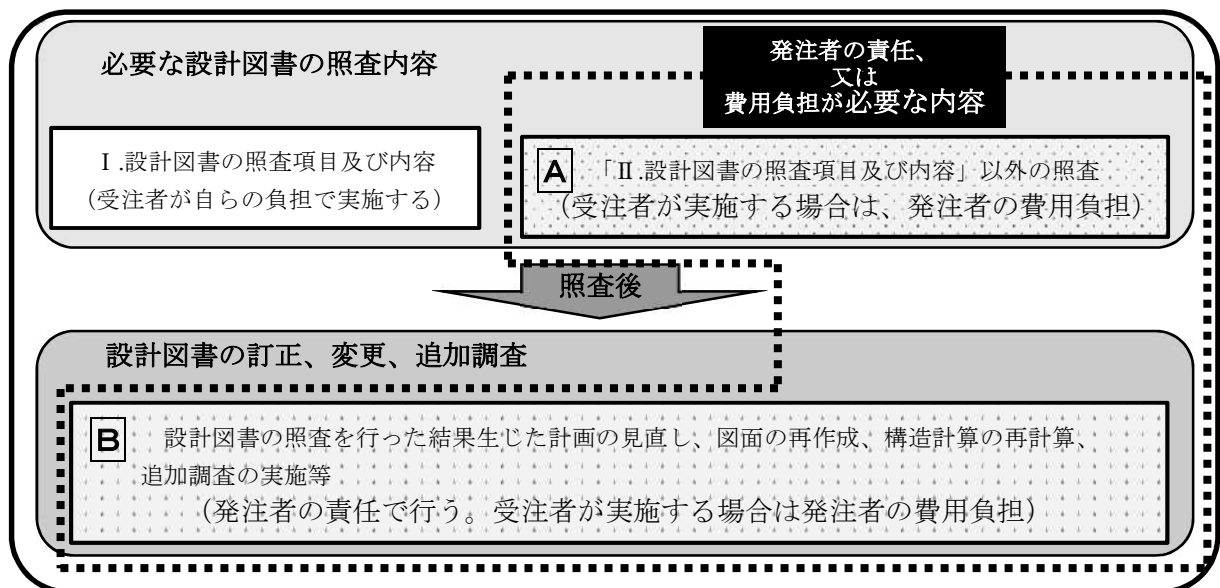 必要な設計図書の照査内容
発注者の責任、
又は
費用負担が必要な内容
Ⅰ.設計図書の照査項目及び内容
(受注者が自らの負担で実施する)
A 「Ⅱ.設計図書の照査項目及び内容」以外の照査
(受注者が実施する場合は、発注者の費用負担)
照査後
設計図書の訂正、変更、追加調査
B 設計図書の照査を行った結果生じた計画の見直し、図面の再作成、構造計算の再計算、
追加調査の実施等
(発注者の責任で行う。受注者が実施する場合は発注者の費用負担)